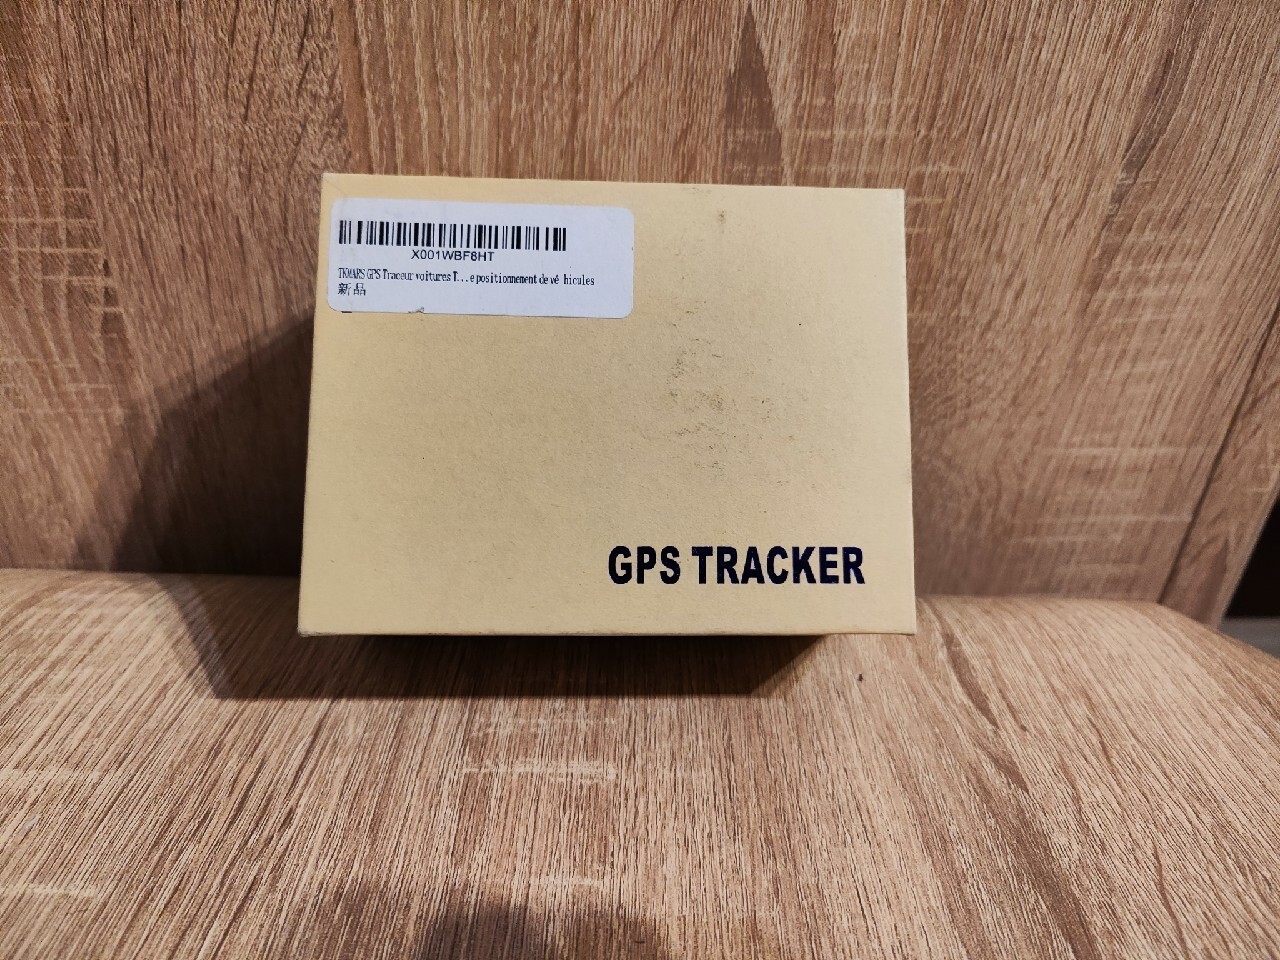 X001WBF8HT
TKMARS GPS Traceur voitures T...e positionnement de vé hicules
新品
GPS TRACKER